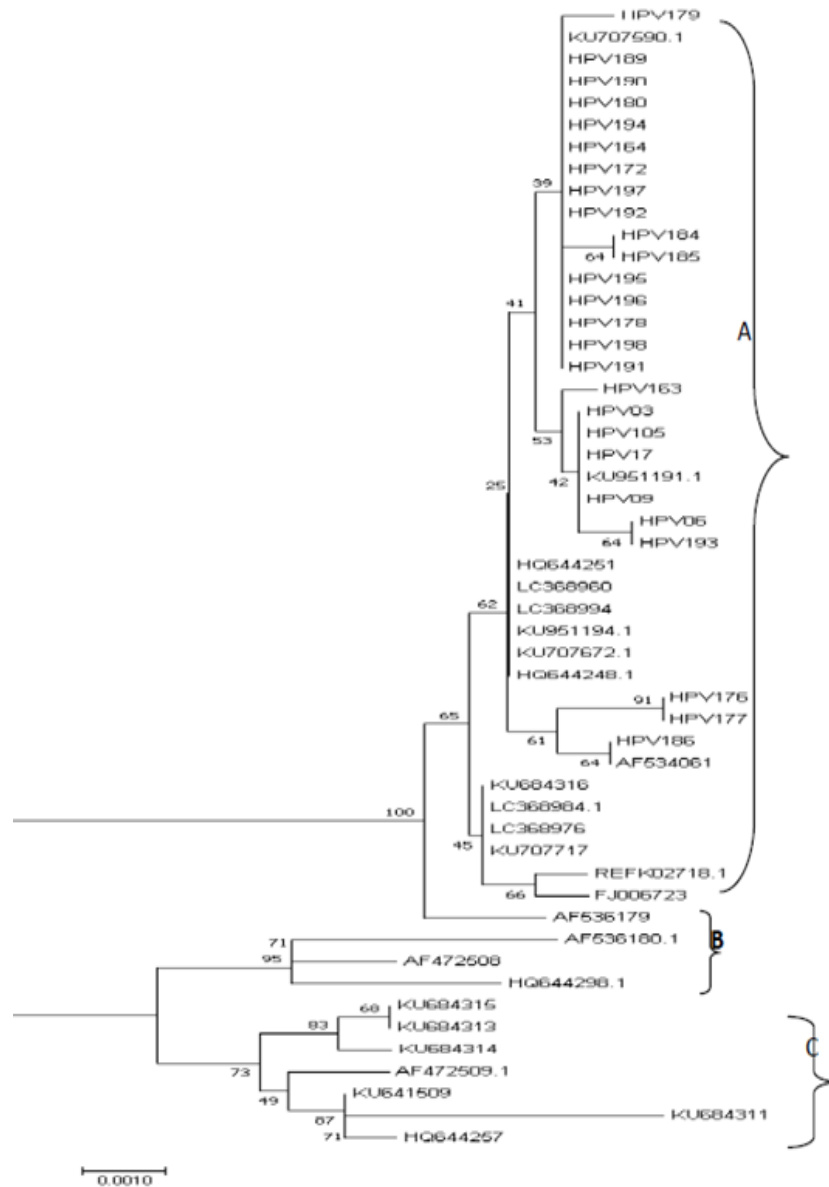 HPV179
KU707590.1
HPV189
HPV190
HPV180
HPV194
HPV164
HPV172
HPV197
39
HPV192
HPV184
64 HPV185
HPV195
41
HPV196
HPV178
A
HPV198
HPV191
HPV163
HPV03
HPV105
53
HPV17
42 KU951191.1
25
HPV09
HPV06
64 HPV193
HQ644251
LC368960
62 LC368994
KU951194.1
KU707672.1
HQ644248.1
91 HPV176
HPV177
65
61 HPV186
64 AF534061
KU684316
100 LC368984.1
LC368976
45 KU707717
REFK02718.1
66 FJ006723
AF536179
71 AF536180.1
B
95 AF472508
HQ644298.1
68 KU684315
83 KU684313
KU684314
C
73
AF472509.1
49 KU641509
87 KU684311
71 HQ644257
0.0010